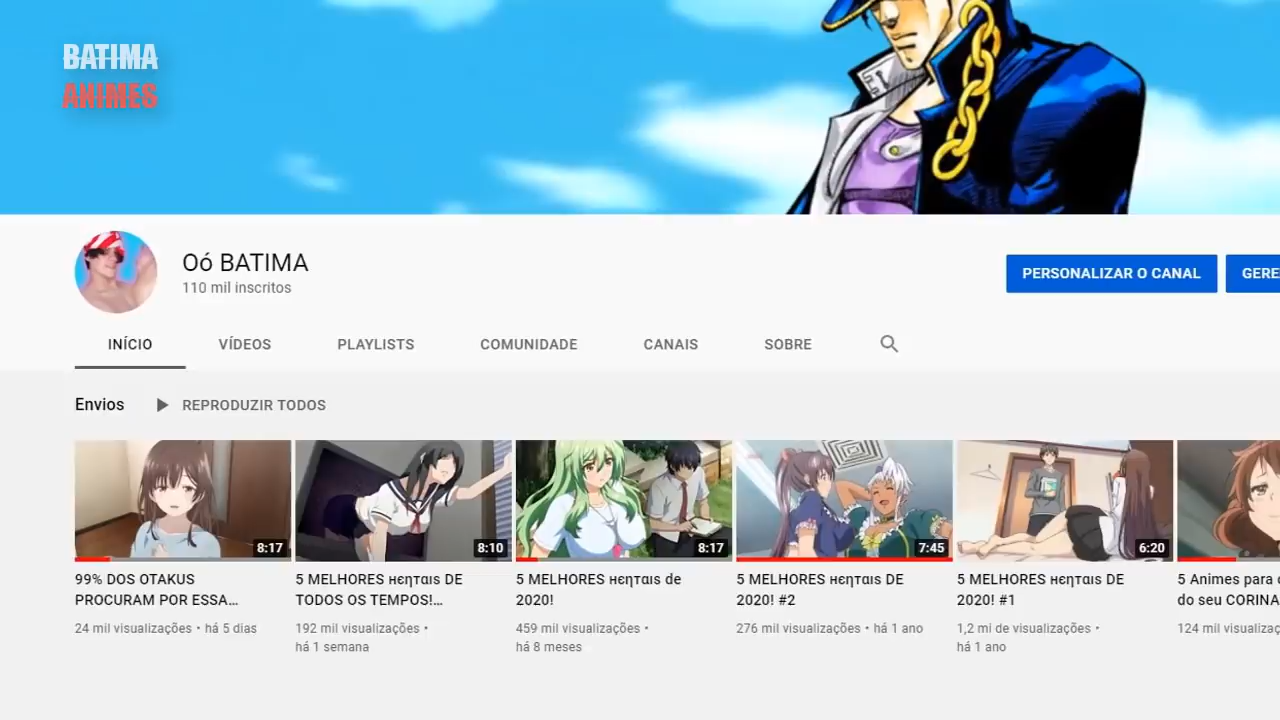 BATIMA
ANIMES
Oó BATIMA
110 mil inscritos
PERSONALIZAR O CANAL
GERE
INÍCIO
VÍDEOS
PLAYLISTS
COMUNIDADE
CANAIS
SOBRE
Envios
REPRODUZIR TODOS
8:17
8:10
8:17
7:45
6:20
99% DOS OTAKUS
PROCURAM POR ESSA…
24 mil visualizações • há 5 dias
5 MELHORES нєηтαιs DE
TODOS OS TEMPOS!…
192 mil visualizações •
há 1 semana
5 MELHORES нєηтαιs de
2020!
459 mil visualizações •
há 8 meses
5 MELHORES нєηтαιs DE
2020! #2
276 mil visualizações • há 1 ano
5 MELHORES нєηтαιs DE
2020! #1
1,2 mi de visualizações •
há 1 ano
5 Animes para
do seu CORINA
124 mil visualizaç